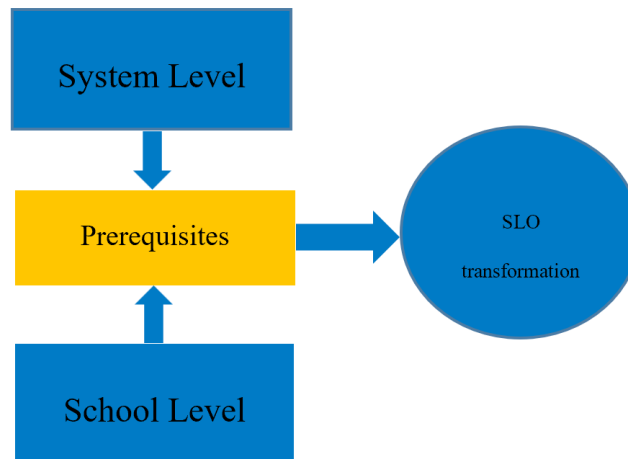 System Level
Prerequisites
SLO
transformation
School Level